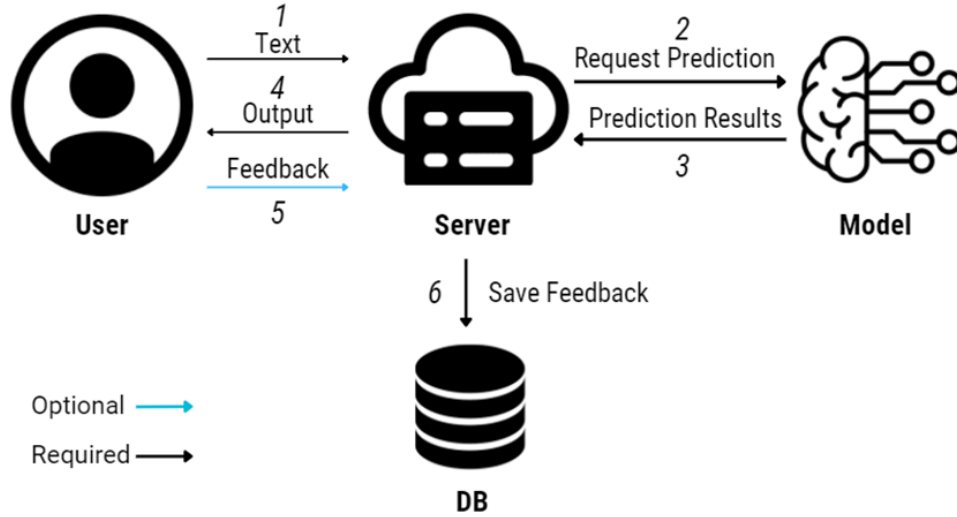 1
Text
4
Output
Feedback
5
User
Server
2
Request Prediction
Prediction Results
3
Model
6 Save Feedback
DB
Optional
Required